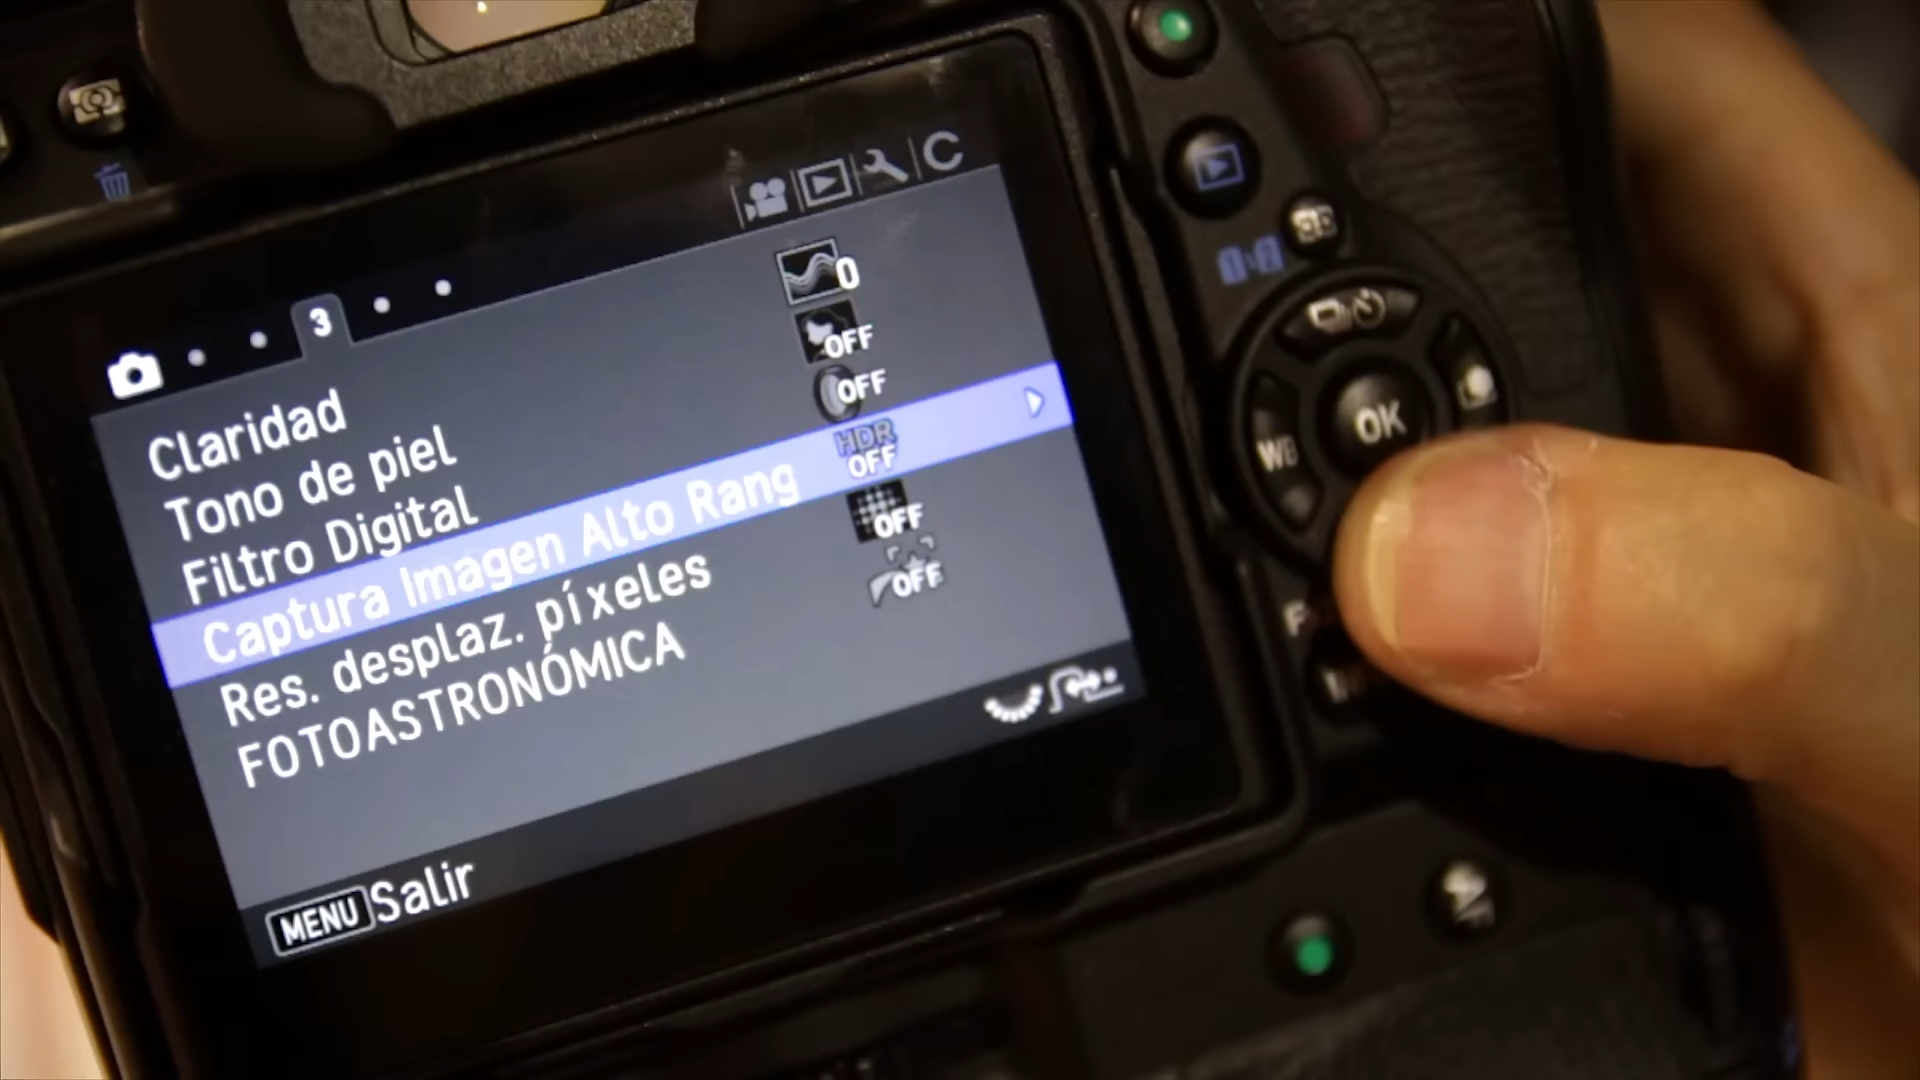 C
3
Claridad 0
Tono de piel OFF
Filtro Digital OFF
Captura Imagen Alto Rang HDR OFF
Res. desplaz. píxeles OFF
FOTOASTRONÓMICA OFF
MENU Salir
OK
WB